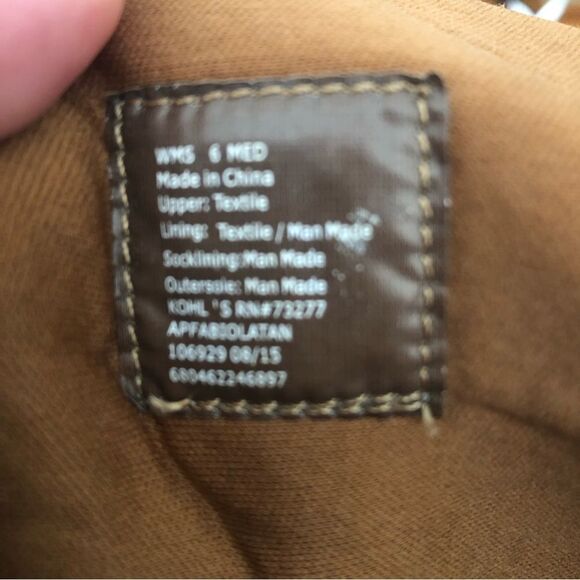 WMS 6 MED
Made in China
Upper: Textile
Lining: Textile / Man Made
Socklining: Man Made
Outersole: Man Made
KOHL'S RN#73277
APFABIOLATAN
106929 08/15
680462246897